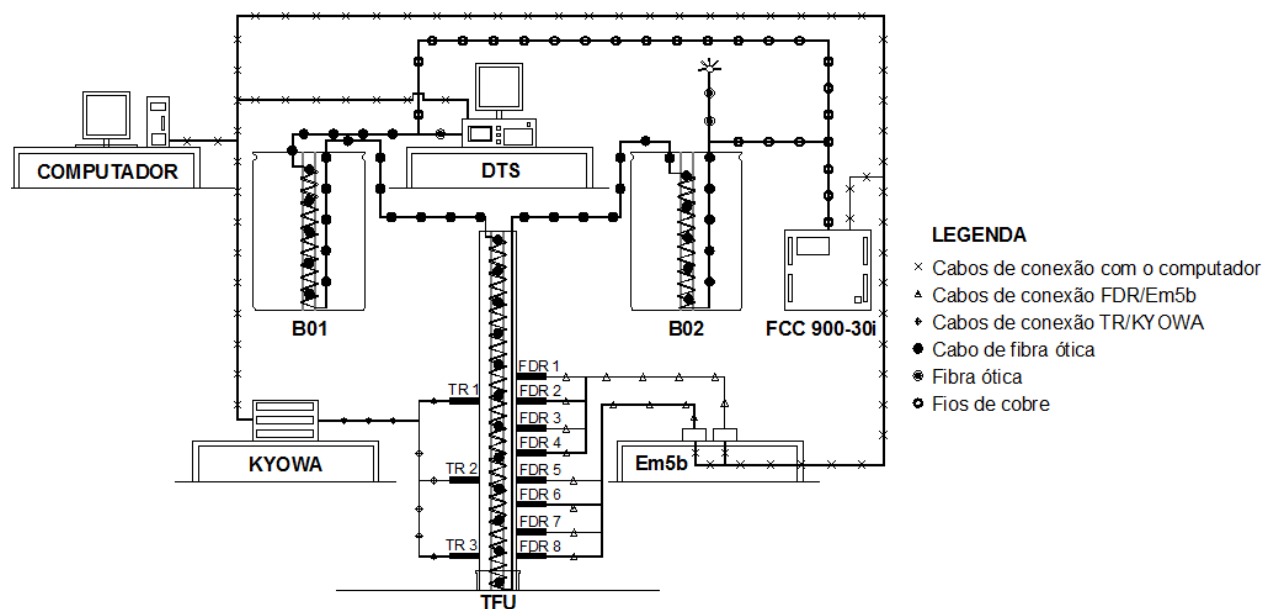 COMPUTADOR
DTS
B01
B02
FCC 900-30i
LEGENDA
Cabos de conexão com o computador
Cabos de conexão FDR/Em5b
Cabos de conexão TR/KYOWA
Cabo de fibra ótica
Fibra ótica
Fios de cobre
KYOWA
TR 1
TR 2
TR 3
FDR 1
FDR 2
FDR 3
FDR 4
FDR 5
FDR 6
FDR 7
FDR 8
Em5b
TFU